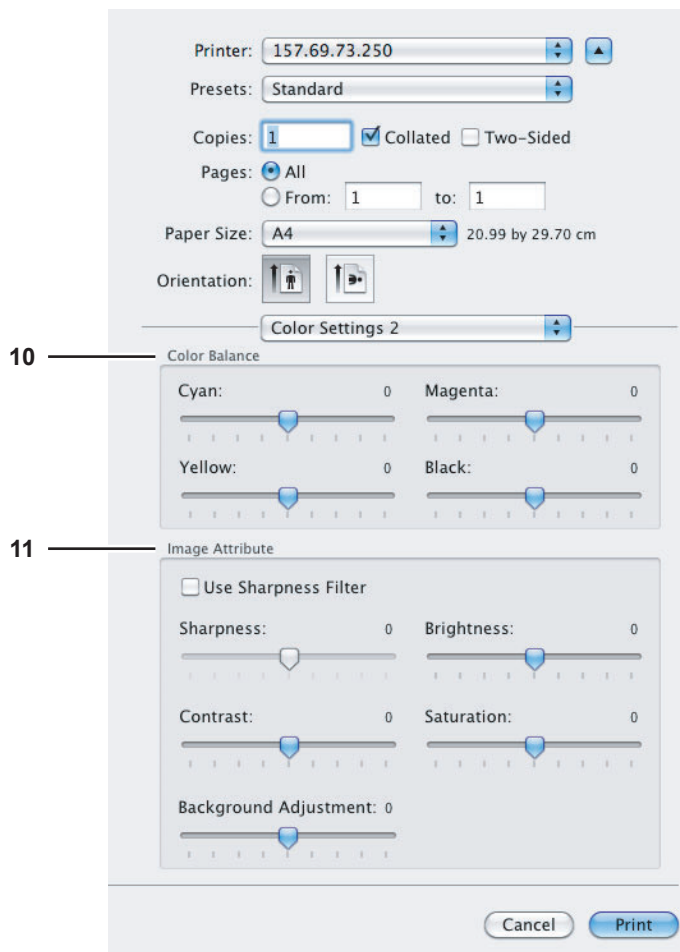 Printer: 157.69.73.250
Presets: Standard
Copies: 1 Collated Two-Sided
Pages: All
From: 1 to: 1
Paper Size: A4 20.99 by 29.70 cm
Orientation:
Color Settings 2
10 Color Balance
Cyan: 0 Magenta: 0
Yellow: 0 Black: 0
11 Image Attribute
Use Sharpness Filter
Sharpness: 0 Brightness: 0
Contrast: 0 Saturation: 0
Background Adjustment: 0
Cancel Print